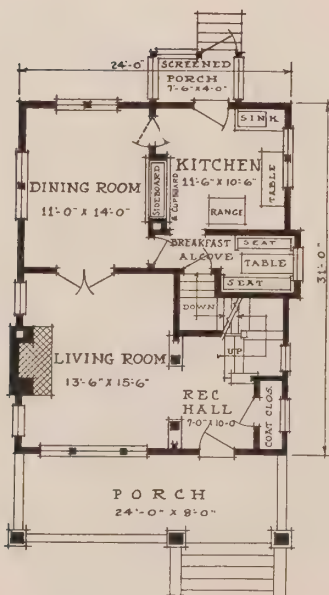 SCREENED
24'-0"
PORCH
7'-6" X 4'-0"
SINK
KITCHEN
11'-6" X 10'-6"
TABLE
SIDEBOARD
& CUPBOARD
RANGE
DINING ROOM
11'-0" X 14'-0"
BREAKFAST
ALCOVE
SEAT
TABLE
SEAT
31'-0"
DOWN
UP
LIVING ROOM
13'-6" X 15'-6"
REC
HALL
7'-0" X 10'-0"
COAT CLOS.
PORCH
24'-0" X 8'-0"